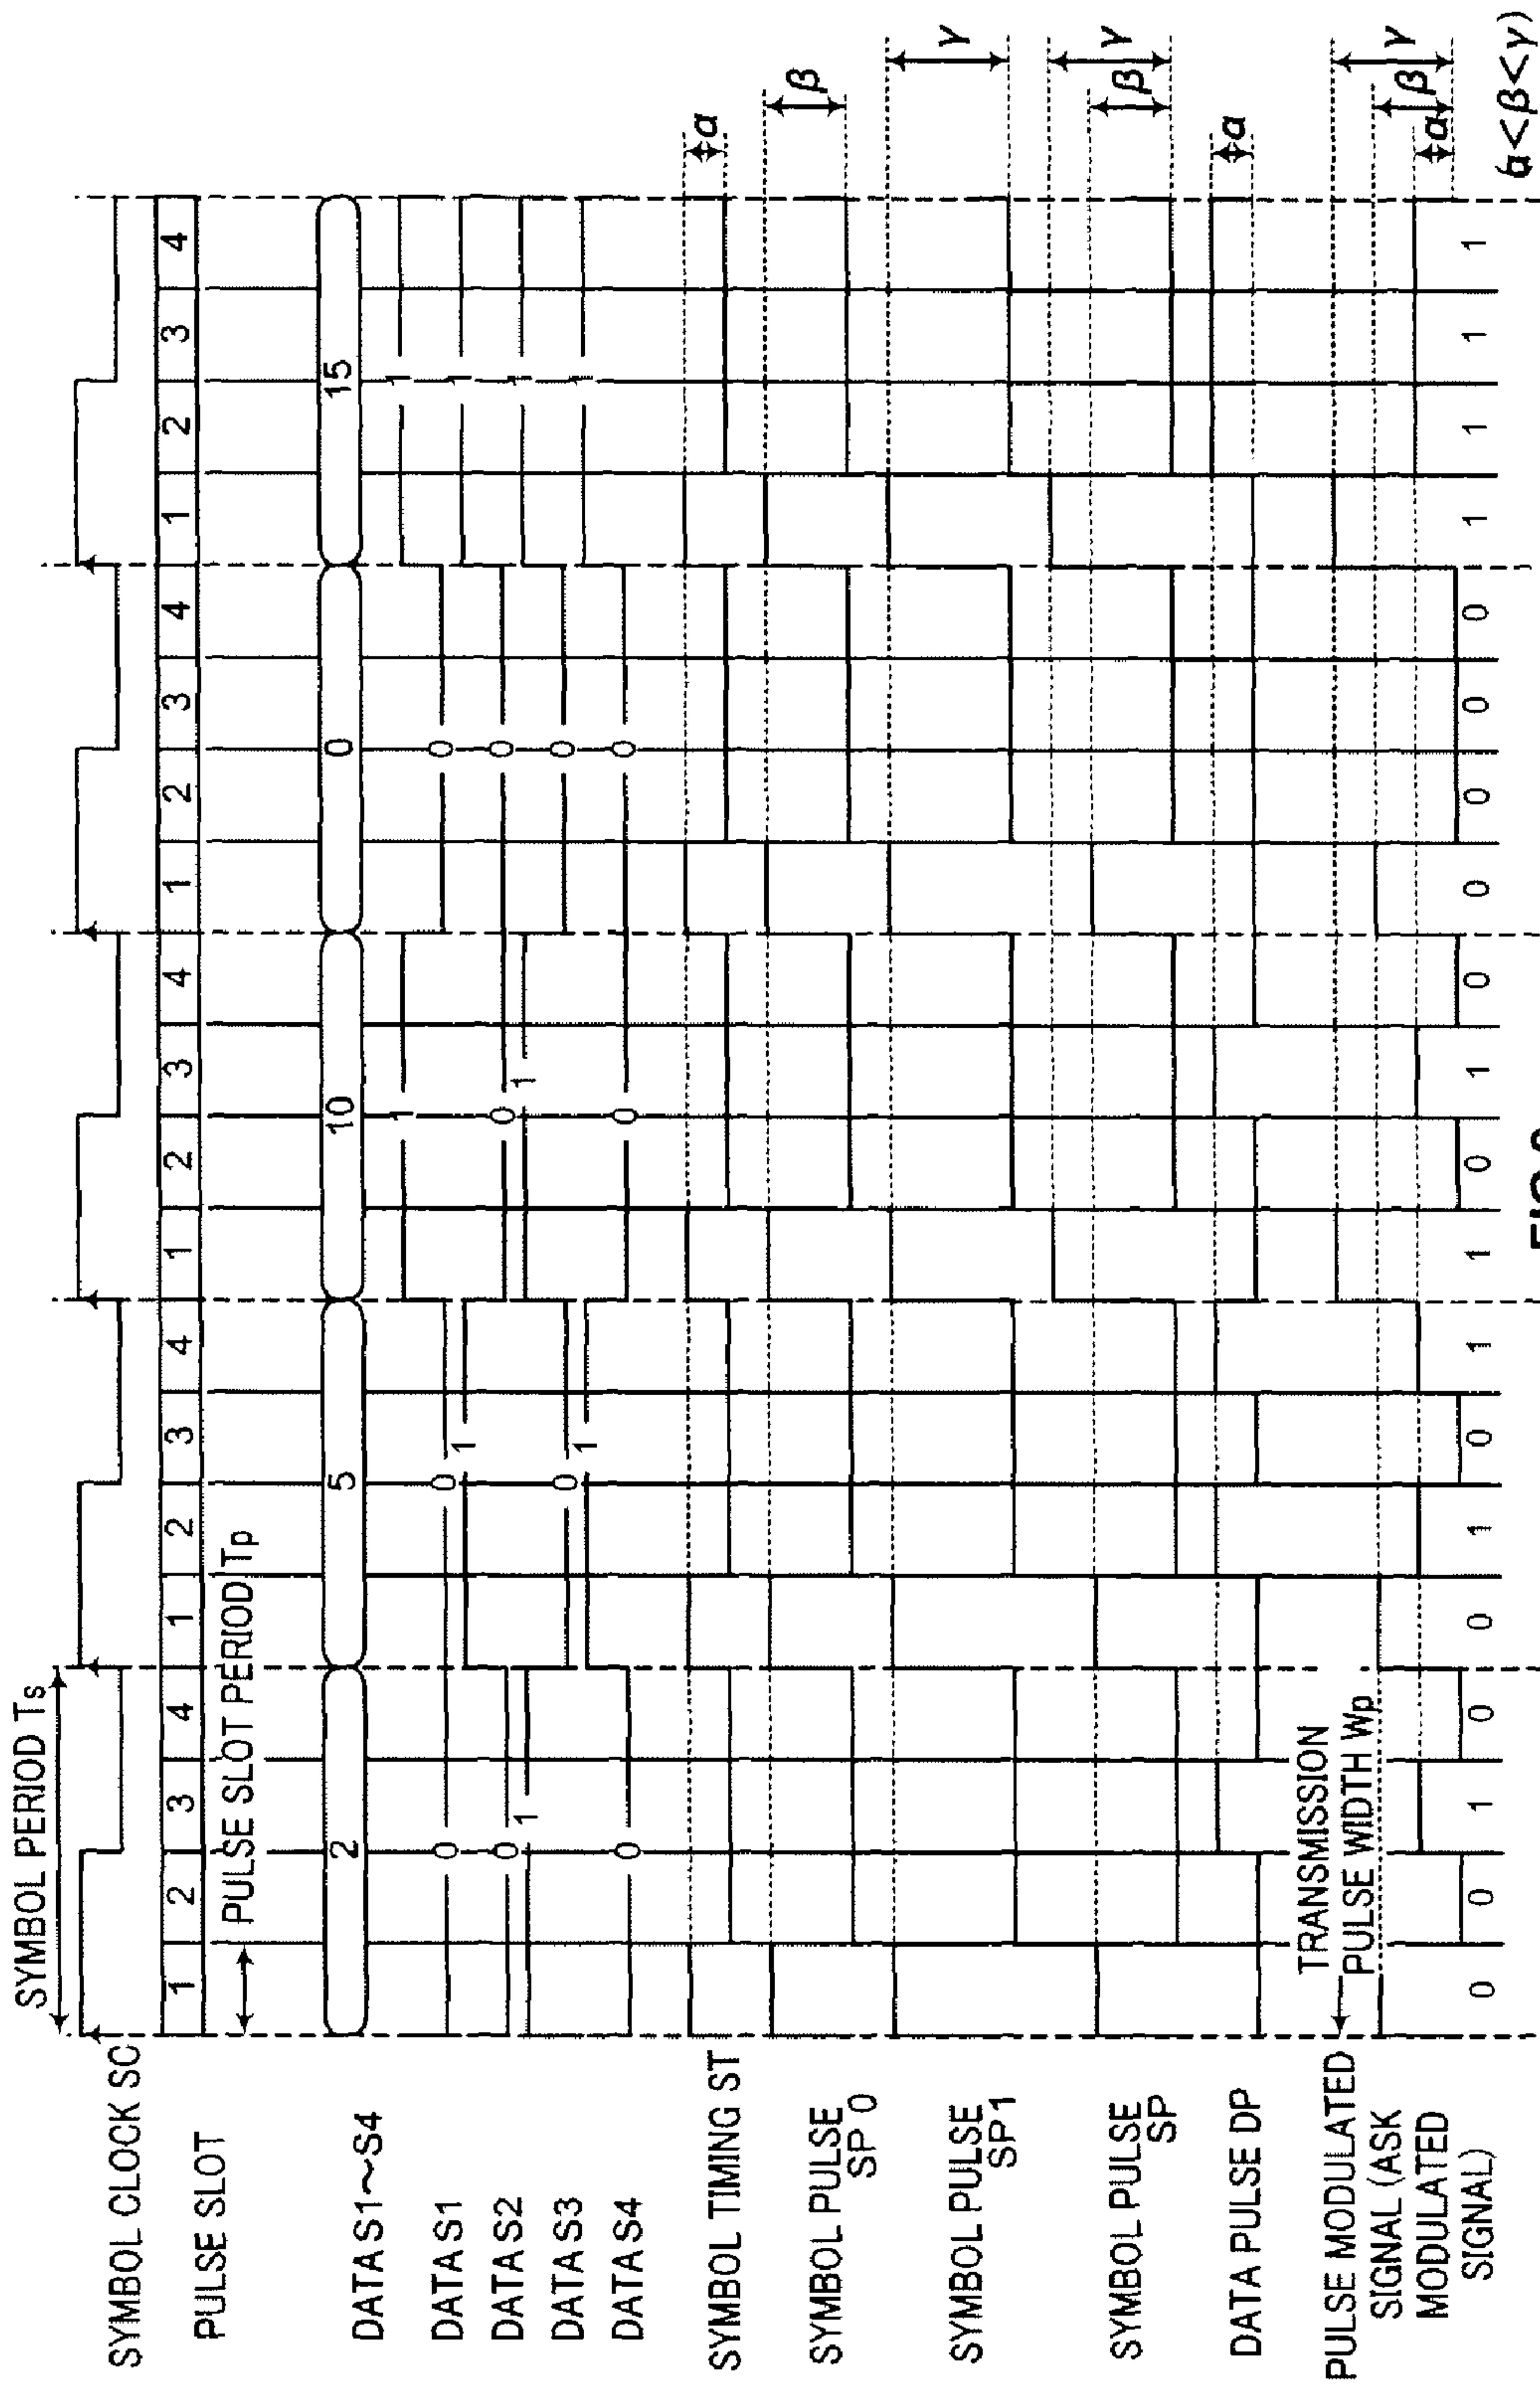 SYMBOL PERIOD Ts
SYMBOL CLOCK SC
PULSE SLOT
1 2 3 4 1 2 3 4 1 2 3 4 1 2 3 4 1 2 3 4
PULSE SLOT PERIOD Tp
DATA S1~S4
2 5 10 0 15
DATA S1
0 0 1 0 1
DATA S2
0 1 0 0 1
DATA S3
1 0 1 0 1
DATA S4
0 1 0 0 1
SYMBOL TIMING ST
α
SYMBOL PULSE
SP 0
β
SYMBOL PULSE
SP1
γ
SYMBOL PULSE
SP
β γ
DATA PULSE DP
α
TRANSMISSION
PULSE WIDTH Wp
PULSE MODULATED
SIGNAL (ASK
MODULATED
SIGNAL)
α β γ
0 0 1 0 0 1 0 1 1 0 1 0 0 0 0 0 1 1 1 1
(α<β<γ)